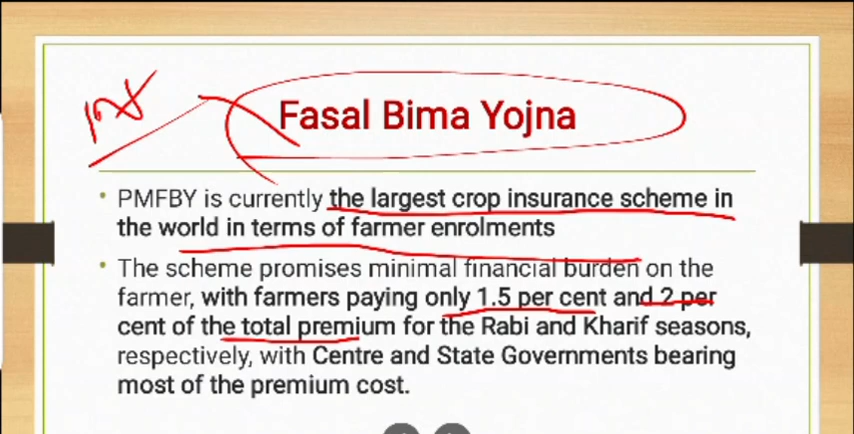 Fasal Bima Yojna
• PMFBY is currently the largest crop insurance scheme in
the world in terms of farmer enrolments
• The scheme promises minimal financial burden on the
farmer, with farmers paying only 1.5 per cent and 2 per
cent of the total premium for the Rabi and Kharif seasons,
respectively, with Centre and State Governments bearing
most of the premium cost.